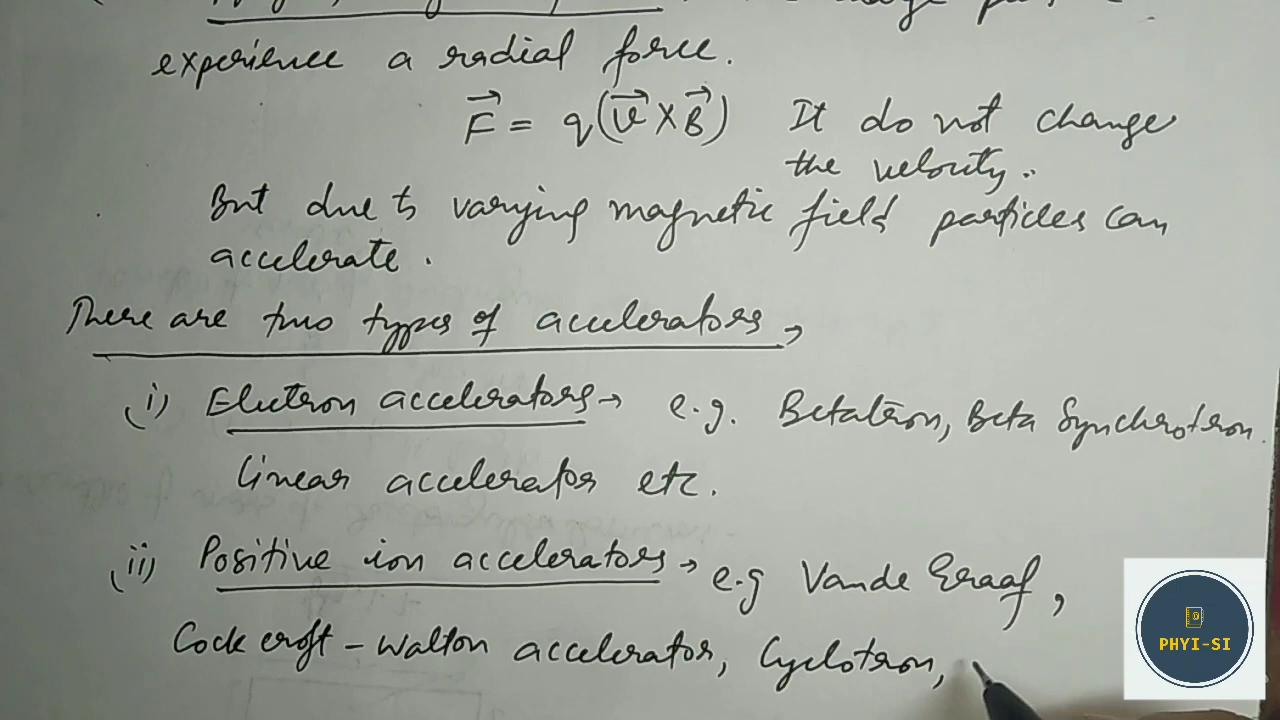 experience a radial force.
F = q(v × B) It do not change
the velocity.
But due to varying magnetic field particles can
accelerate.
There are two types of accelerators,
(i) Electron accelerators → e.g. Betatron, Beta Synchrotron.
linear accelerator etc.
(ii) Positive ion accelerators → e.g Vande Graaf,
Cockcroft - Walton accelerator, Cyclotron,
PHYI-SI